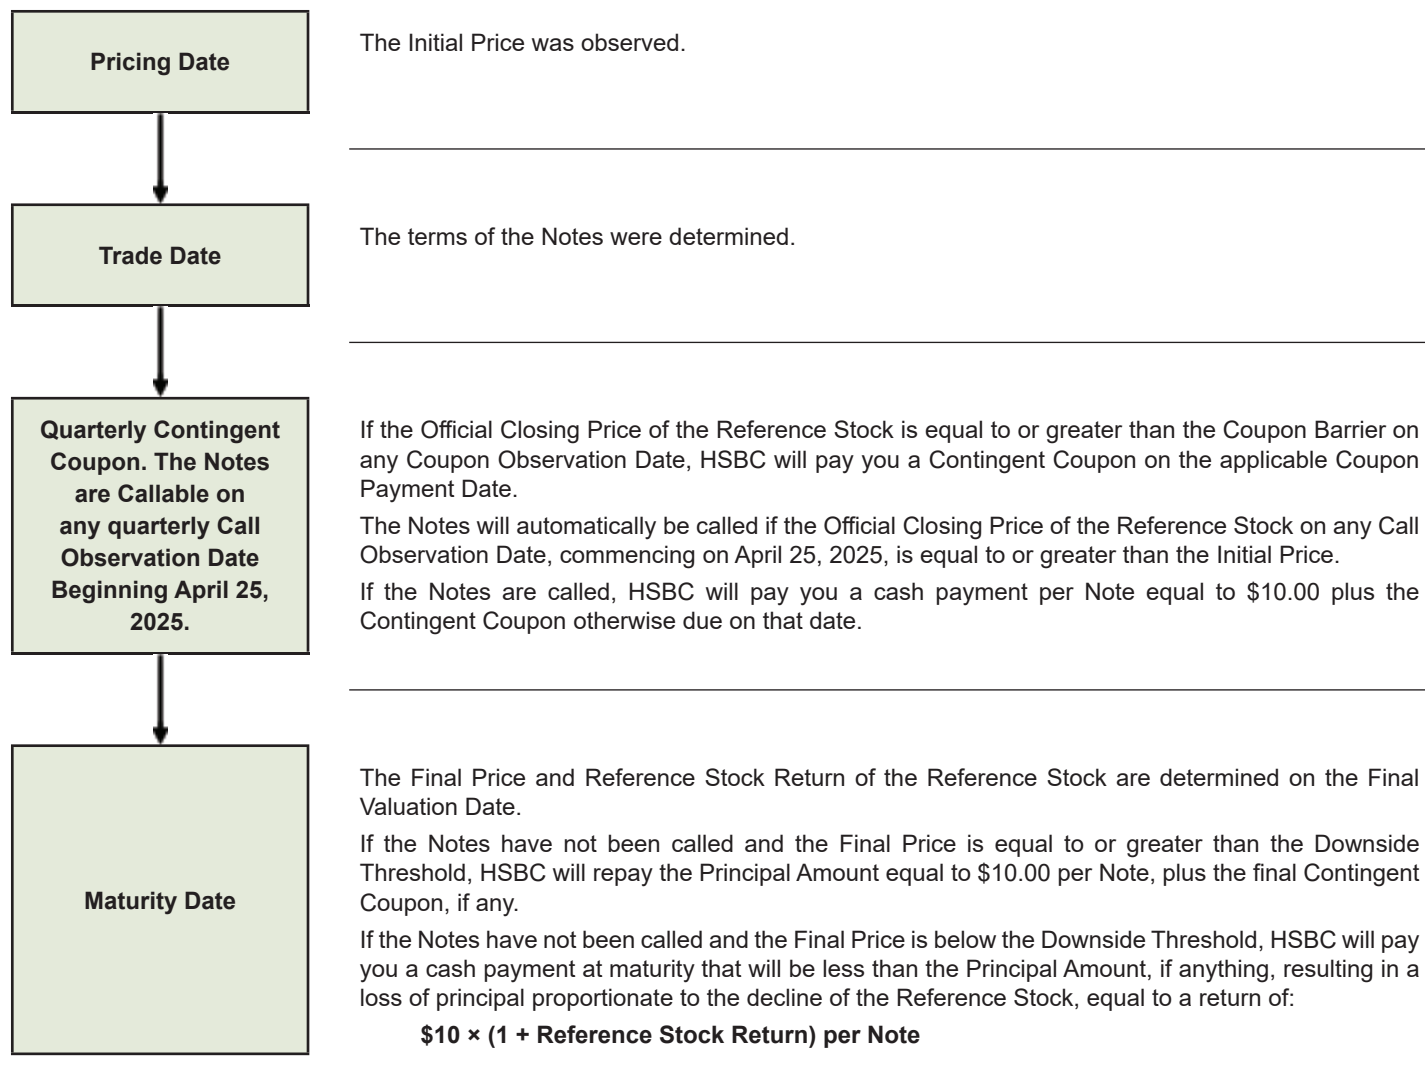 Pricing Date
The Initial Price was observed.
Trade Date
The terms of the Notes were determined.
Quarterly Contingent
Coupon. The Notes
are Callable on
any quarterly Call
Observation Date
Beginning April 25,
2025.
If the Official Closing Price of the Reference Stock is equal to or greater than the Coupon Barrier on
any Coupon Observation Date, HSBC will pay you a Contingent Coupon on the applicable Coupon
Payment Date.
The Notes will automatically be called if the Official Closing Price of the Reference Stock on any Call
Observation Date, commencing on April 25, 2025, is equal to or greater than the Initial Price.
If the Notes are called, HSBC will pay you a cash payment per Note equal to $10.00 plus the
Contingent Coupon otherwise due on that date.
Maturity Date
The Final Price and Reference Stock Return of the Reference Stock are determined on the Final
Valuation Date.
If the Notes have not been called and the Final Price is equal to or greater than the Downside
Threshold, HSBC will repay the Principal Amount equal to $10.00 per Note, plus the final Contingent
Coupon, if any.
If the Notes have not been called and the Final Price is below the Downside Threshold, HSBC will pay
you a cash payment at maturity that will be less than the Principal Amount, if anything, resulting in a
loss of principal proportionate to the decline of the Reference Stock, equal to a return of:
$10 × (1 + Reference Stock Return) per Note